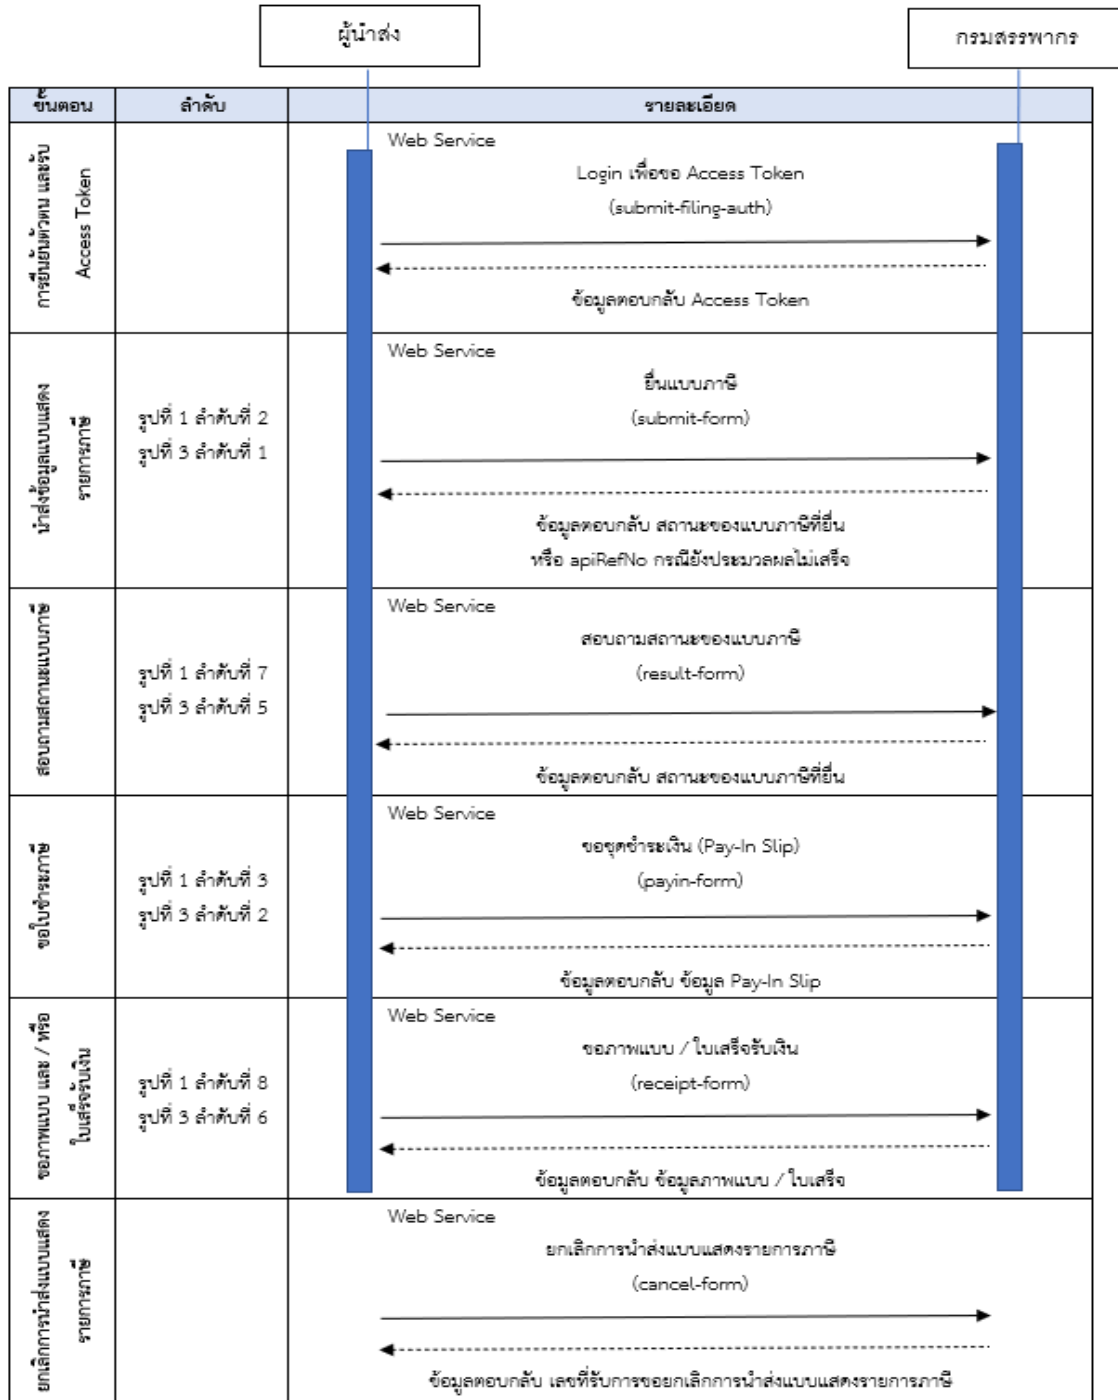 ผู้นำส่ง
กรมสรรพากร
ขั้นตอน
ลำดับ
รายละเอียด
การยืนยันตัวตน และรับ
Access Token
Web Service
Login เพื่อขอ Access Token
(submit-filing-auth)
ข้อมูลตอบกลับ Access Token
นำส่งข้อมูลแบบแสดง
รายการภาษี
รูปที่ 1 ลำดับที่ 2
รูปที่ 3 ลำดับที่ 1
Web Service
ยื่นแบบภาษี
(submit-form)
ข้อมูลตอบกลับ สถานะของแบบภาษีที่ยื่น
หรือ apiRefNo กรณียังประมวลผลไม่เสร็จ
สอบถามสถานะแบบภาษี
รูปที่ 1 ลำดับที่ 7
รูปที่ 3 ลำดับที่ 5
Web Service
สอบถามสถานะของแบบภาษี
(result-form)
ข้อมูลตอบกลับ สถานะของแบบภาษีที่ยื่น
ขอใบชำระภาษี
รูปที่ 1 ลำดับที่ 3
รูปที่ 3 ลำดับที่ 2
Web Service
ขอชุดชำระเงิน (Pay-In Slip)
(payin-form)
ข้อมูลตอบกลับ ข้อมูล Pay-In Slip
ขอภาพแบบ และ / หรือ
ใบเสร็จรับเงิน
รูปที่ 1 ลำดับที่ 8
รูปที่ 3 ลำดับที่ 6
Web Service
ขอภาพแบบ / ใบเสร็จรับเงิน
(receipt-form)
ข้อมูลตอบกลับ ข้อมูลภาพแบบ / ใบเสร็จ
ยกเลิกการนำส่งแบบแสดง
รายการภาษี
Web Service
ยกเลิกการนำส่งแบบแสดงรายการภาษี
(cancel-form)
ข้อมูลตอบกลับ เลขที่รับการขอยกเลิกการนำส่งแบบแสดงรายการภาษี